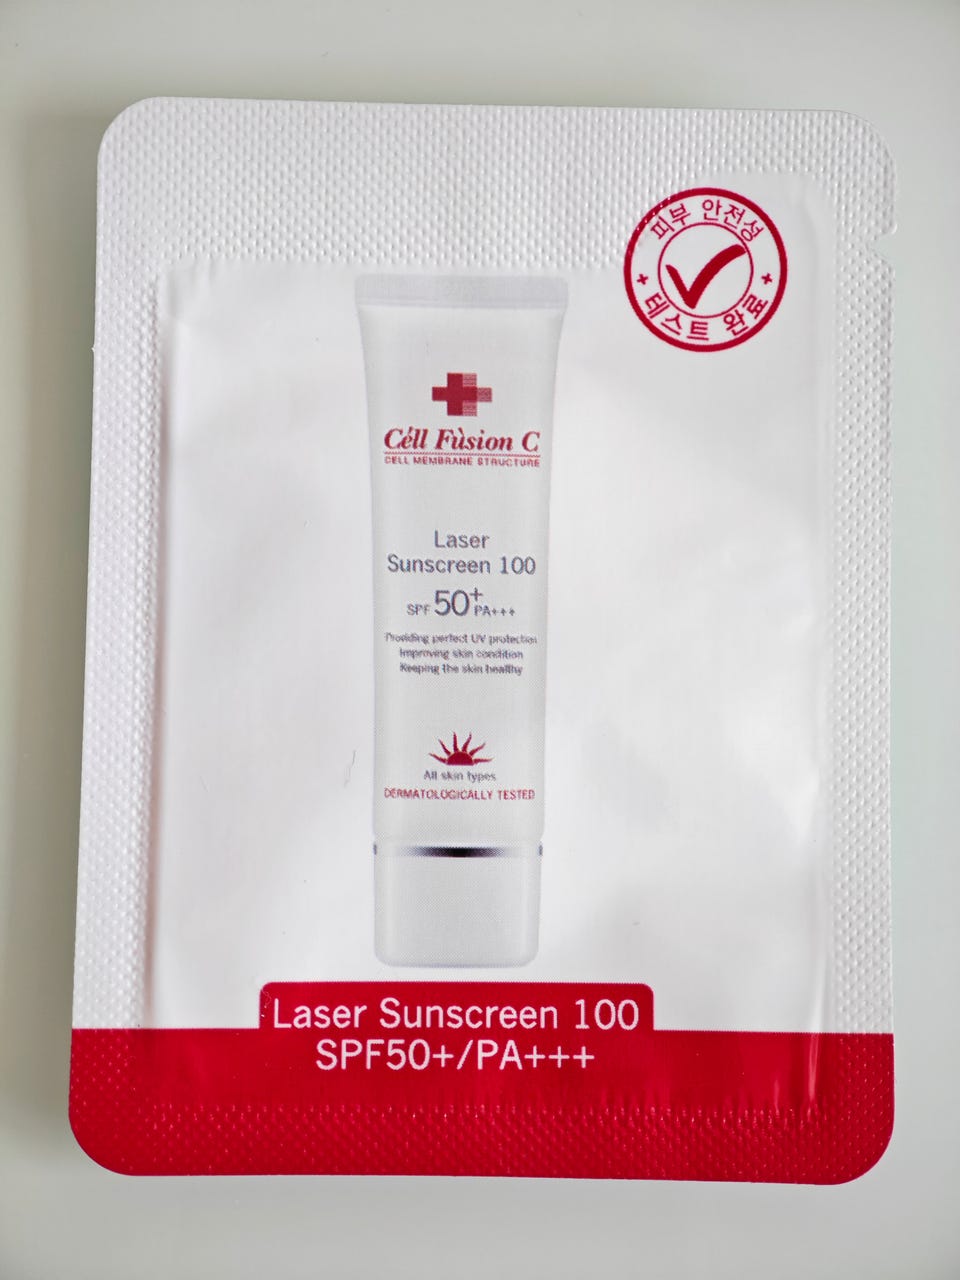 피부 안전성
테스트 완료
Céll Fùsion C
CELL MEMBRANE STRUCTURE
Laser
Sunscreen 100
SPF 50+ PA+++
Providing perfect UV protection
Improving skin condition
Keeping the skin healthy
All skin types
DERMATOLOGICALLY TESTED
Laser Sunscreen 100
SPF50+/PA+++